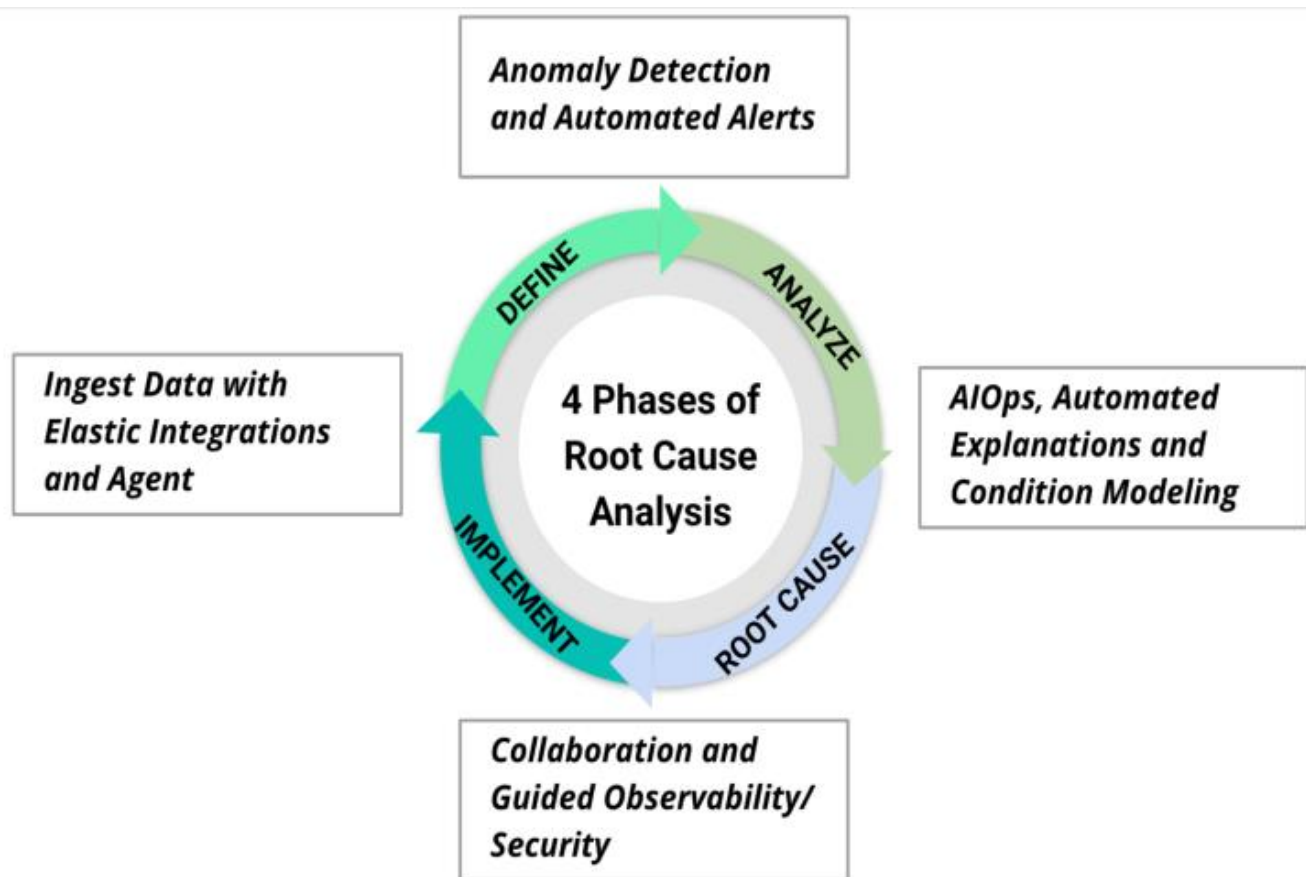 Anomaly Detection
and Automated Alerts
DEFINE
ANALYZE
Ingest Data with
Elastic Integrations
and Agent
4 Phases of
Root Cause
Analysis
AIOps, Automated
Explanations and
Condition Modeling
IMPLEMENT
ROOT CAUSE
Collaboration and
Guided Observability/
Security